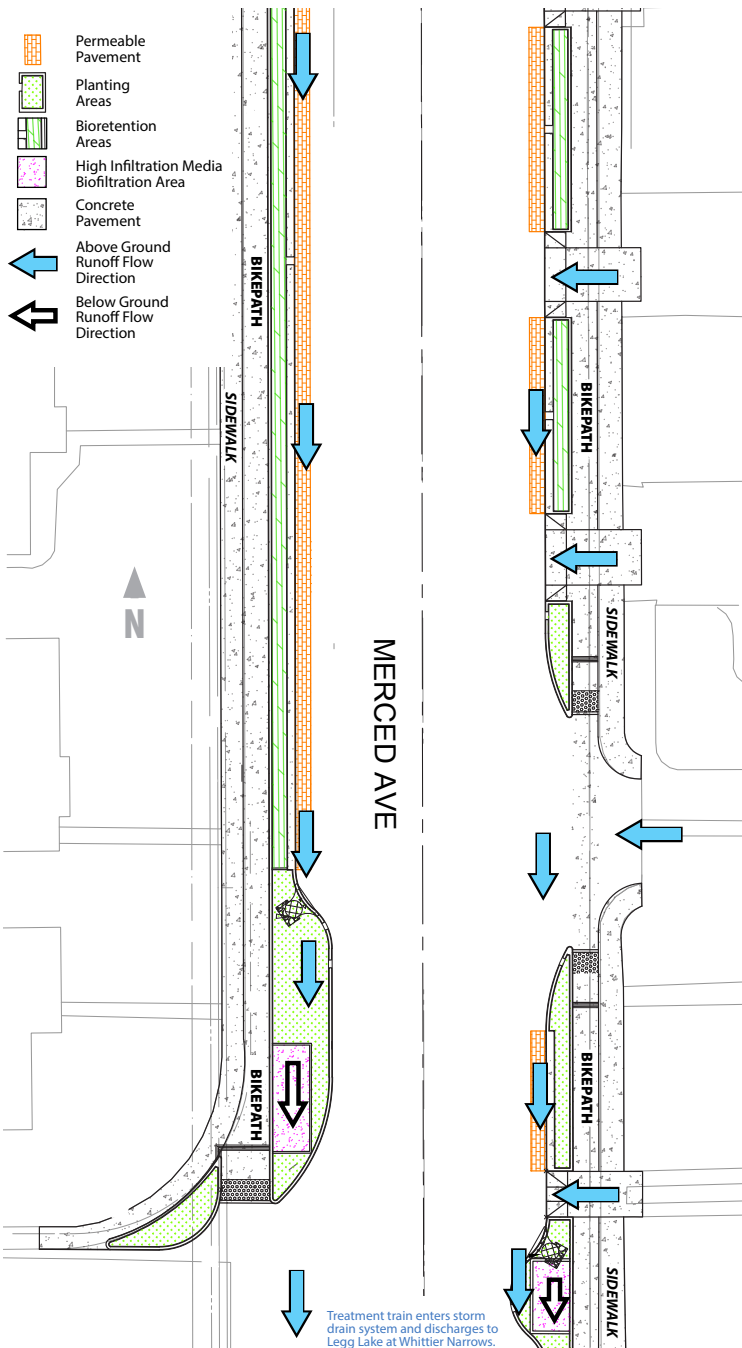 Permeable
Pavement
Planting
Areas
Bioretention
Areas
High Infiltration Media
Biofiltration Area
Concrete
Pavement
Above Ground
Runoff Flow
Direction
Below Ground
Runoff Flow
Direction
BIKEPATH
SIDEWALK
N
MERCED AVE
BIKEPATH
SIDEWALK
BIKEPATH
BIKEPATH
SIDEWALK
Treatment train enters storm
drain system and discharges to
Legg Lake at Whittier Narrows.